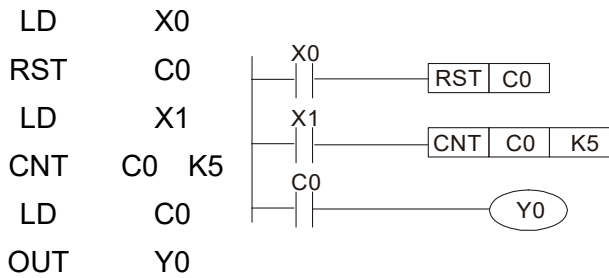 LD X0
RST C0
LD X1
CNT C0 K5
LD C0
OUT Y0
X0
RST C0
X1
CNT C0 K5
C0
Y0